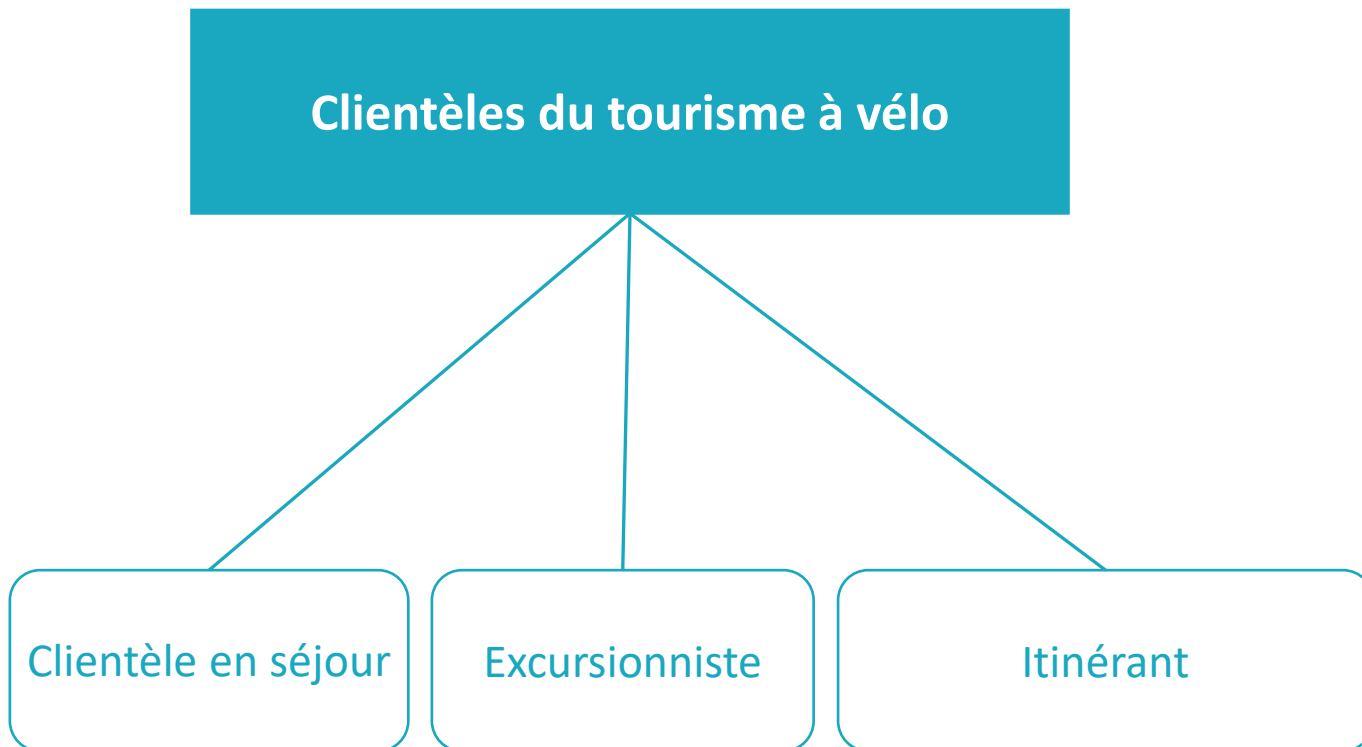 Clientèles du tourisme à vélo
Clientèle en séjour
Excursionniste
Itinérant